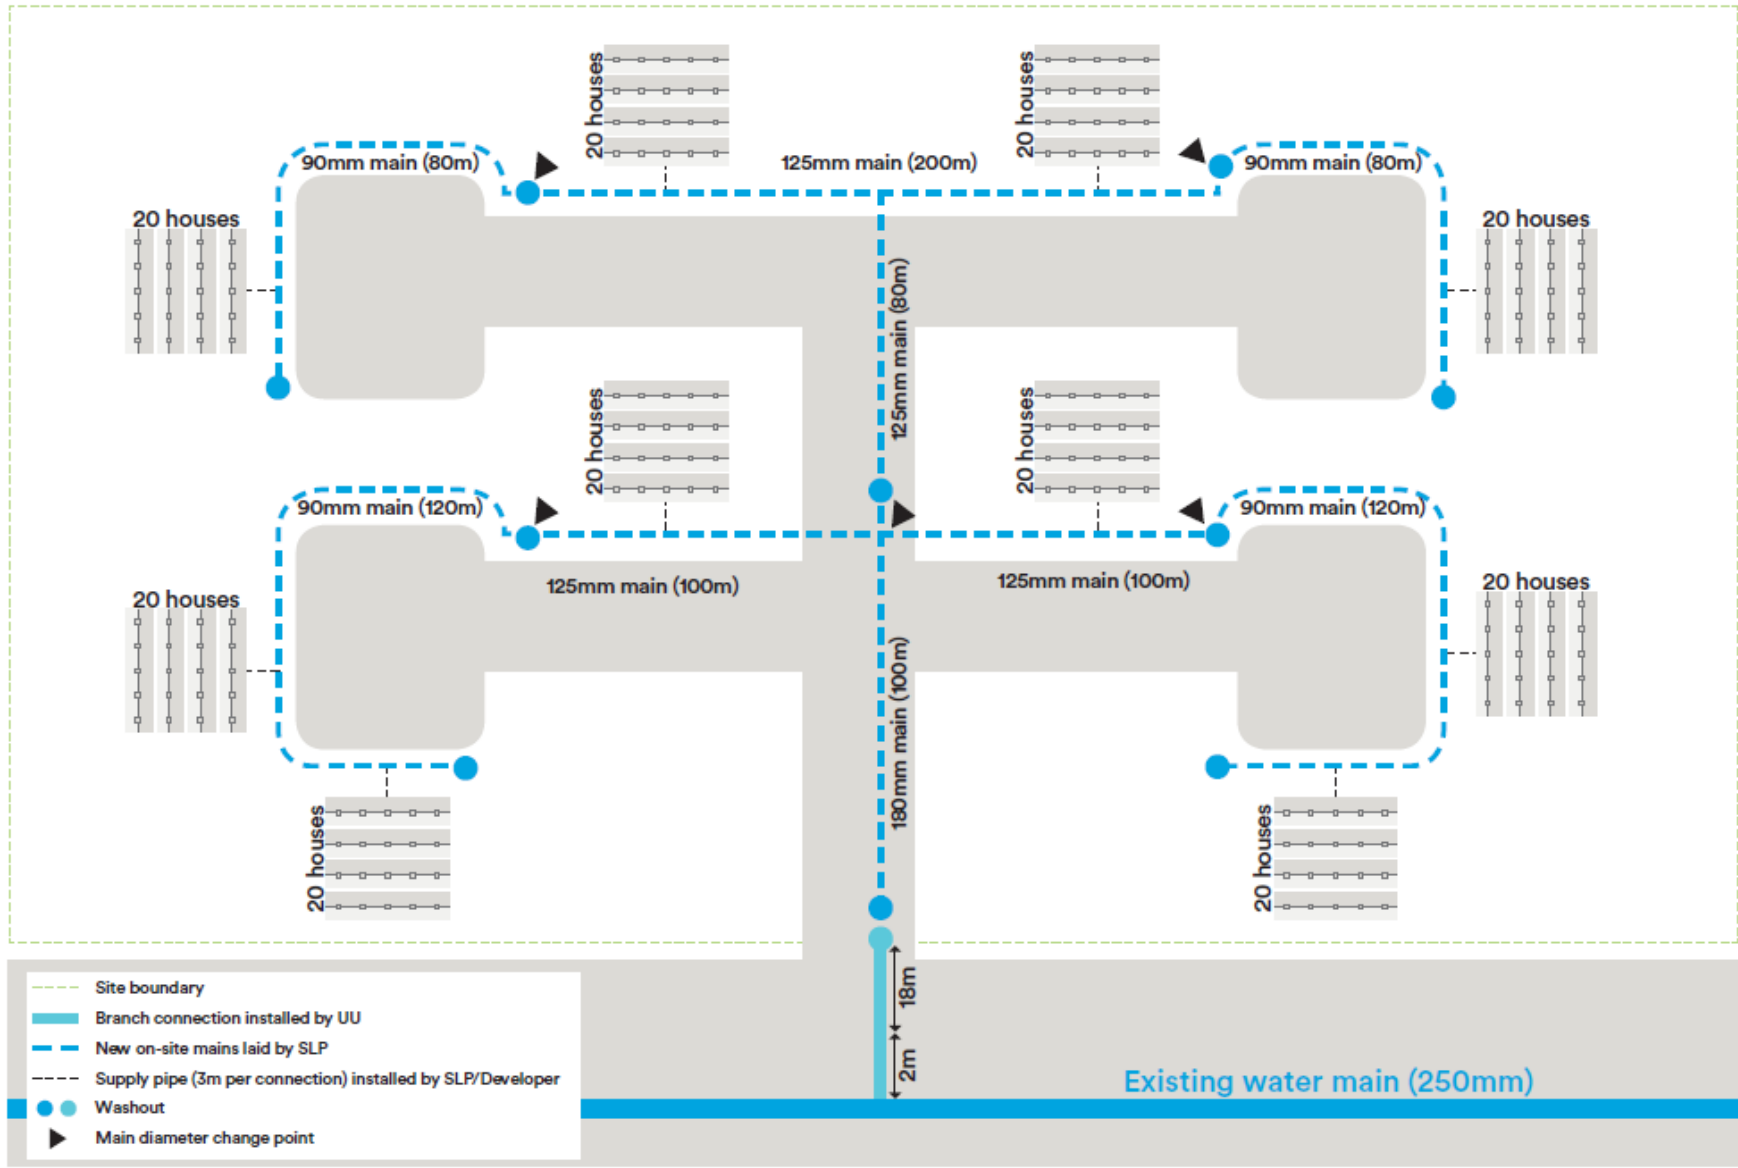 20 houses
20 houses
90mm main (80m)
125mm main (200m)
90mm main (80m)
20 houses
20 houses
125mm main (80m)
20 houses
20 houses
90mm main (120m)
90mm main (120m)
125mm main (100m)
125mm main (100m)
20 houses
20 houses
180mm main (100m)
20 houses
20 houses
18m
2m
Site boundary
Branch connection installed by UU
New on-site mains laid by SLP
Supply pipe (3m per connection) installed by SLP/Developer
Washout
Main diameter change point
Existing water main (250mm)